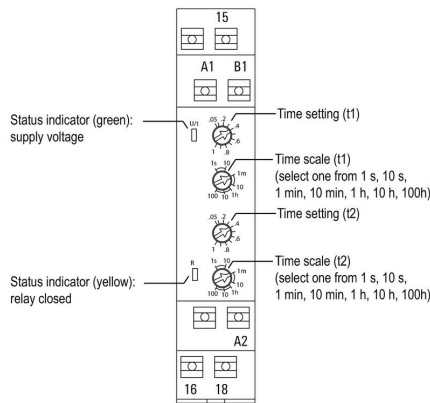 15
A1 B1
Status indicator (green):
supply voltage
U/t
.05 .2 .4 .6 .8 1
Time setting (t1)
1s 10 1m 10 1h 10 100
Time scale (t1)
(select one from 1 s, 10 s,
1 min, 10 min, 1 h, 10 h, 100h)
.05 .2 .4 .6 .8 1
Time setting (t2)
Status indicator (yellow):
relay closed
R
1s 10 1m 10 1h 10 100
Time scale (t2)
(select one from 1 s, 10 s,
1 min, 10 min, 1 h, 10 h, 100h)
A2
16 18